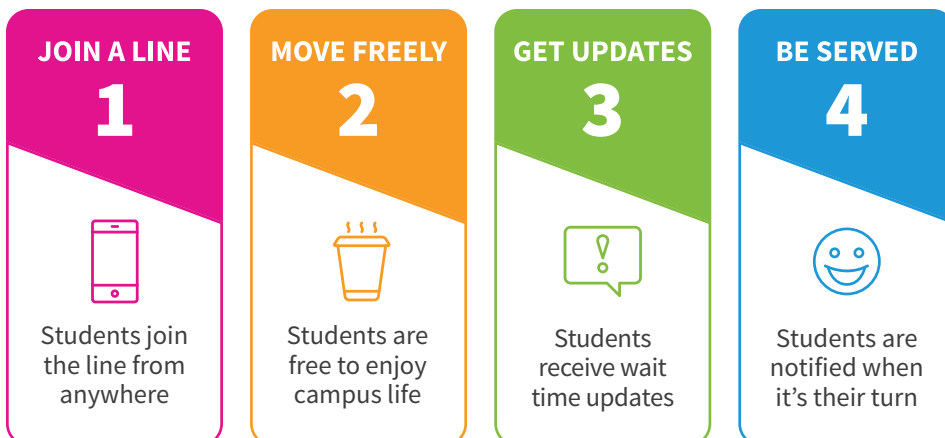 JOIN A LINE
1
Students join
the line from
anywhere
MOVE FREELY
2
Students are
free to enjoy
campus life
GET UPDATES
3
Students
receive wait
time updates
BE SERVED
4
Students are
notified when
it’s their turn